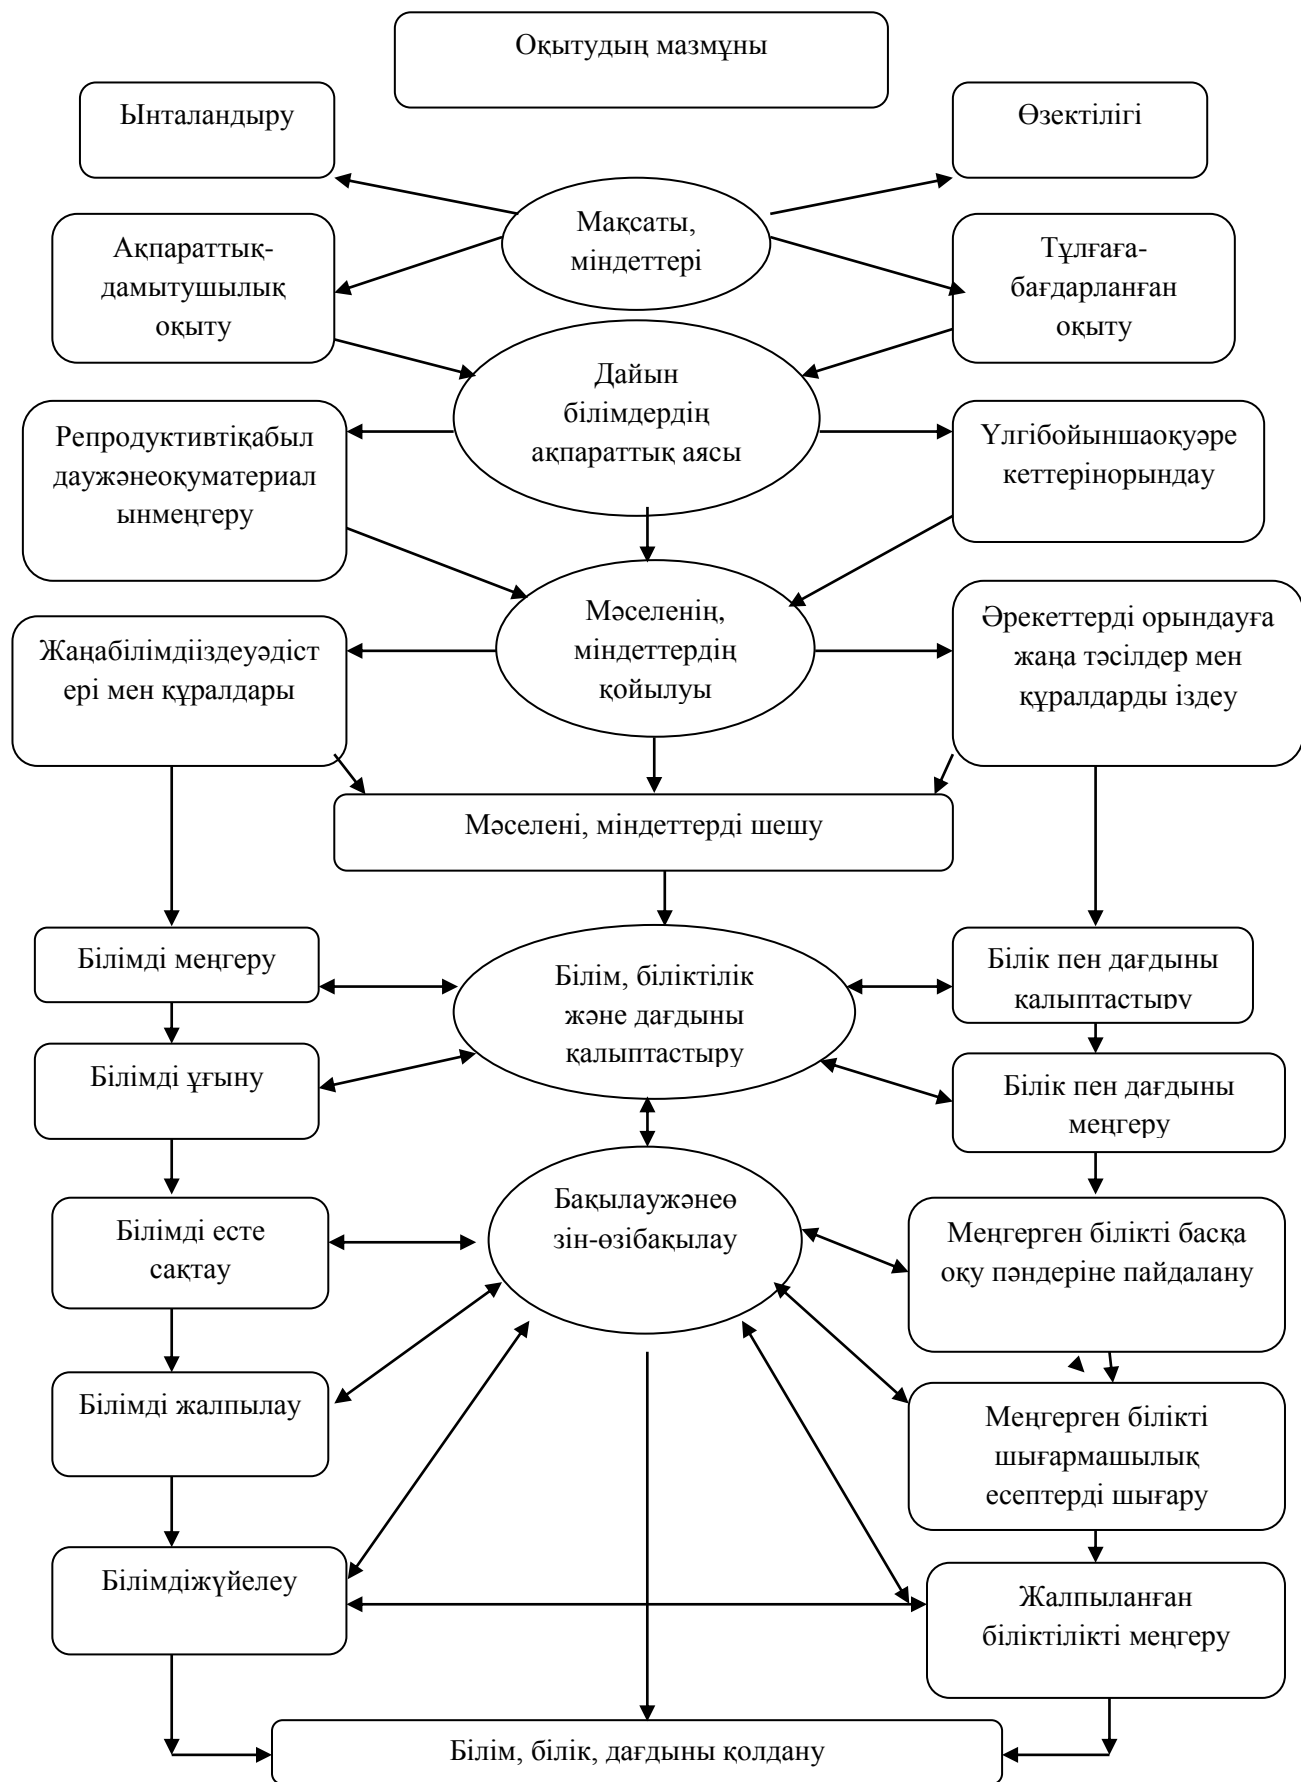 Оқытудың мазмұны
Ынталандыру
Өзектілігі
Мақсаты,
міндеттері
Ақпараттық-
дамытушылық
оқыту
Тұлғаға-
бағдарланған
оқыту
Дайын
білімдердің
ақпараттық аясы
Репродуктивтіқабыл
даужәнеоқуматериал
ынмеңгеру
Үлгібойыншаоқуәре
кеттерінорындау
Мәселенің,
міндеттердің
қойылуы
Жаңабілімдііздеуәдіст
ері мен құралдары
Әрекеттерді орындауға
жаңа тәсілдер мен
құралдарды іздеу
Мәселені, міндеттерді шешу
Білімді меңгеру
Білім, біліктілік
және дағдыны
қалыптастыру
Білік пен дағдыны
қалыптастыру
Білімді ұғыну
Білік пен дағдыны
меңгеру
Білімді есте
сақтау
Бақылаужәнеө
зін-өзібақылау
Меңгерген білікті басқа
оқу пәндеріне пайдалану
Білімді жалпылау
Меңгерген білікті
шығармашылық
есептерді шығару
Білімдіжүйелеу
Жалпыланған
біліктілікті меңгеру
Білім, білік, дағдыны қолдану